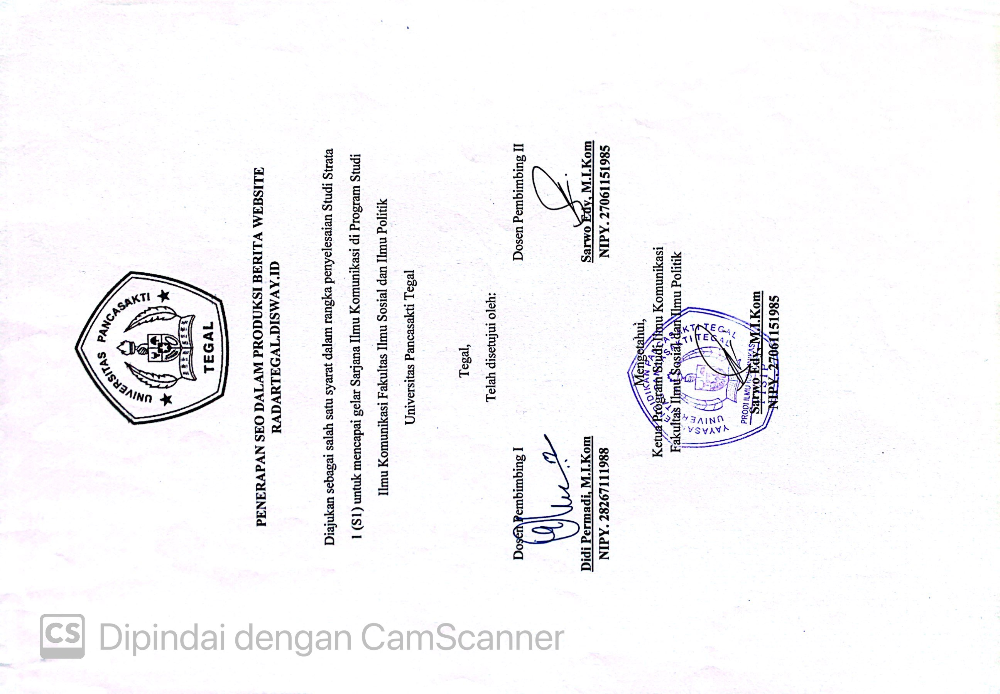 UNIVERSITAS PANCASAKTI
TEGAL
PENERAPAN SEO DALAM PRODUKSI BERITA WEBSITE
RADARTEGAL.DISWAY.ID
Diajukan sebagai salah satu syarat dalam rangka penyelesaian Studi Strata
1 (S1) untuk mencapai gelar Sarjana Ilmu Komunikasi di Program Studi
Ilmu Komunikasi Fakultas Ilmu Sosial dan Ilmu Politik
Universitas Pancasakti Tegal
Tegal,
Telah disetujui oleh:
Dosen Pembimbing I
Didi Permadi, M.I.Kom
NIPY. 28267111988
Dosen Pembimbing II
Sarwo Edy, M.I.Kom
NIPY. 27061151985
Mengetahui,
Ketua Program Studi Ilmu Komunikasi
Fakultas Ilmu Sosial dan Ilmu Politik
Sarwo Edy, M.I.Kom
NIPY. 27061151985
YAYASAN TEGAL
TEGAL
PRODI ILMU
FISIP
CS Dipindai dengan CamScanner